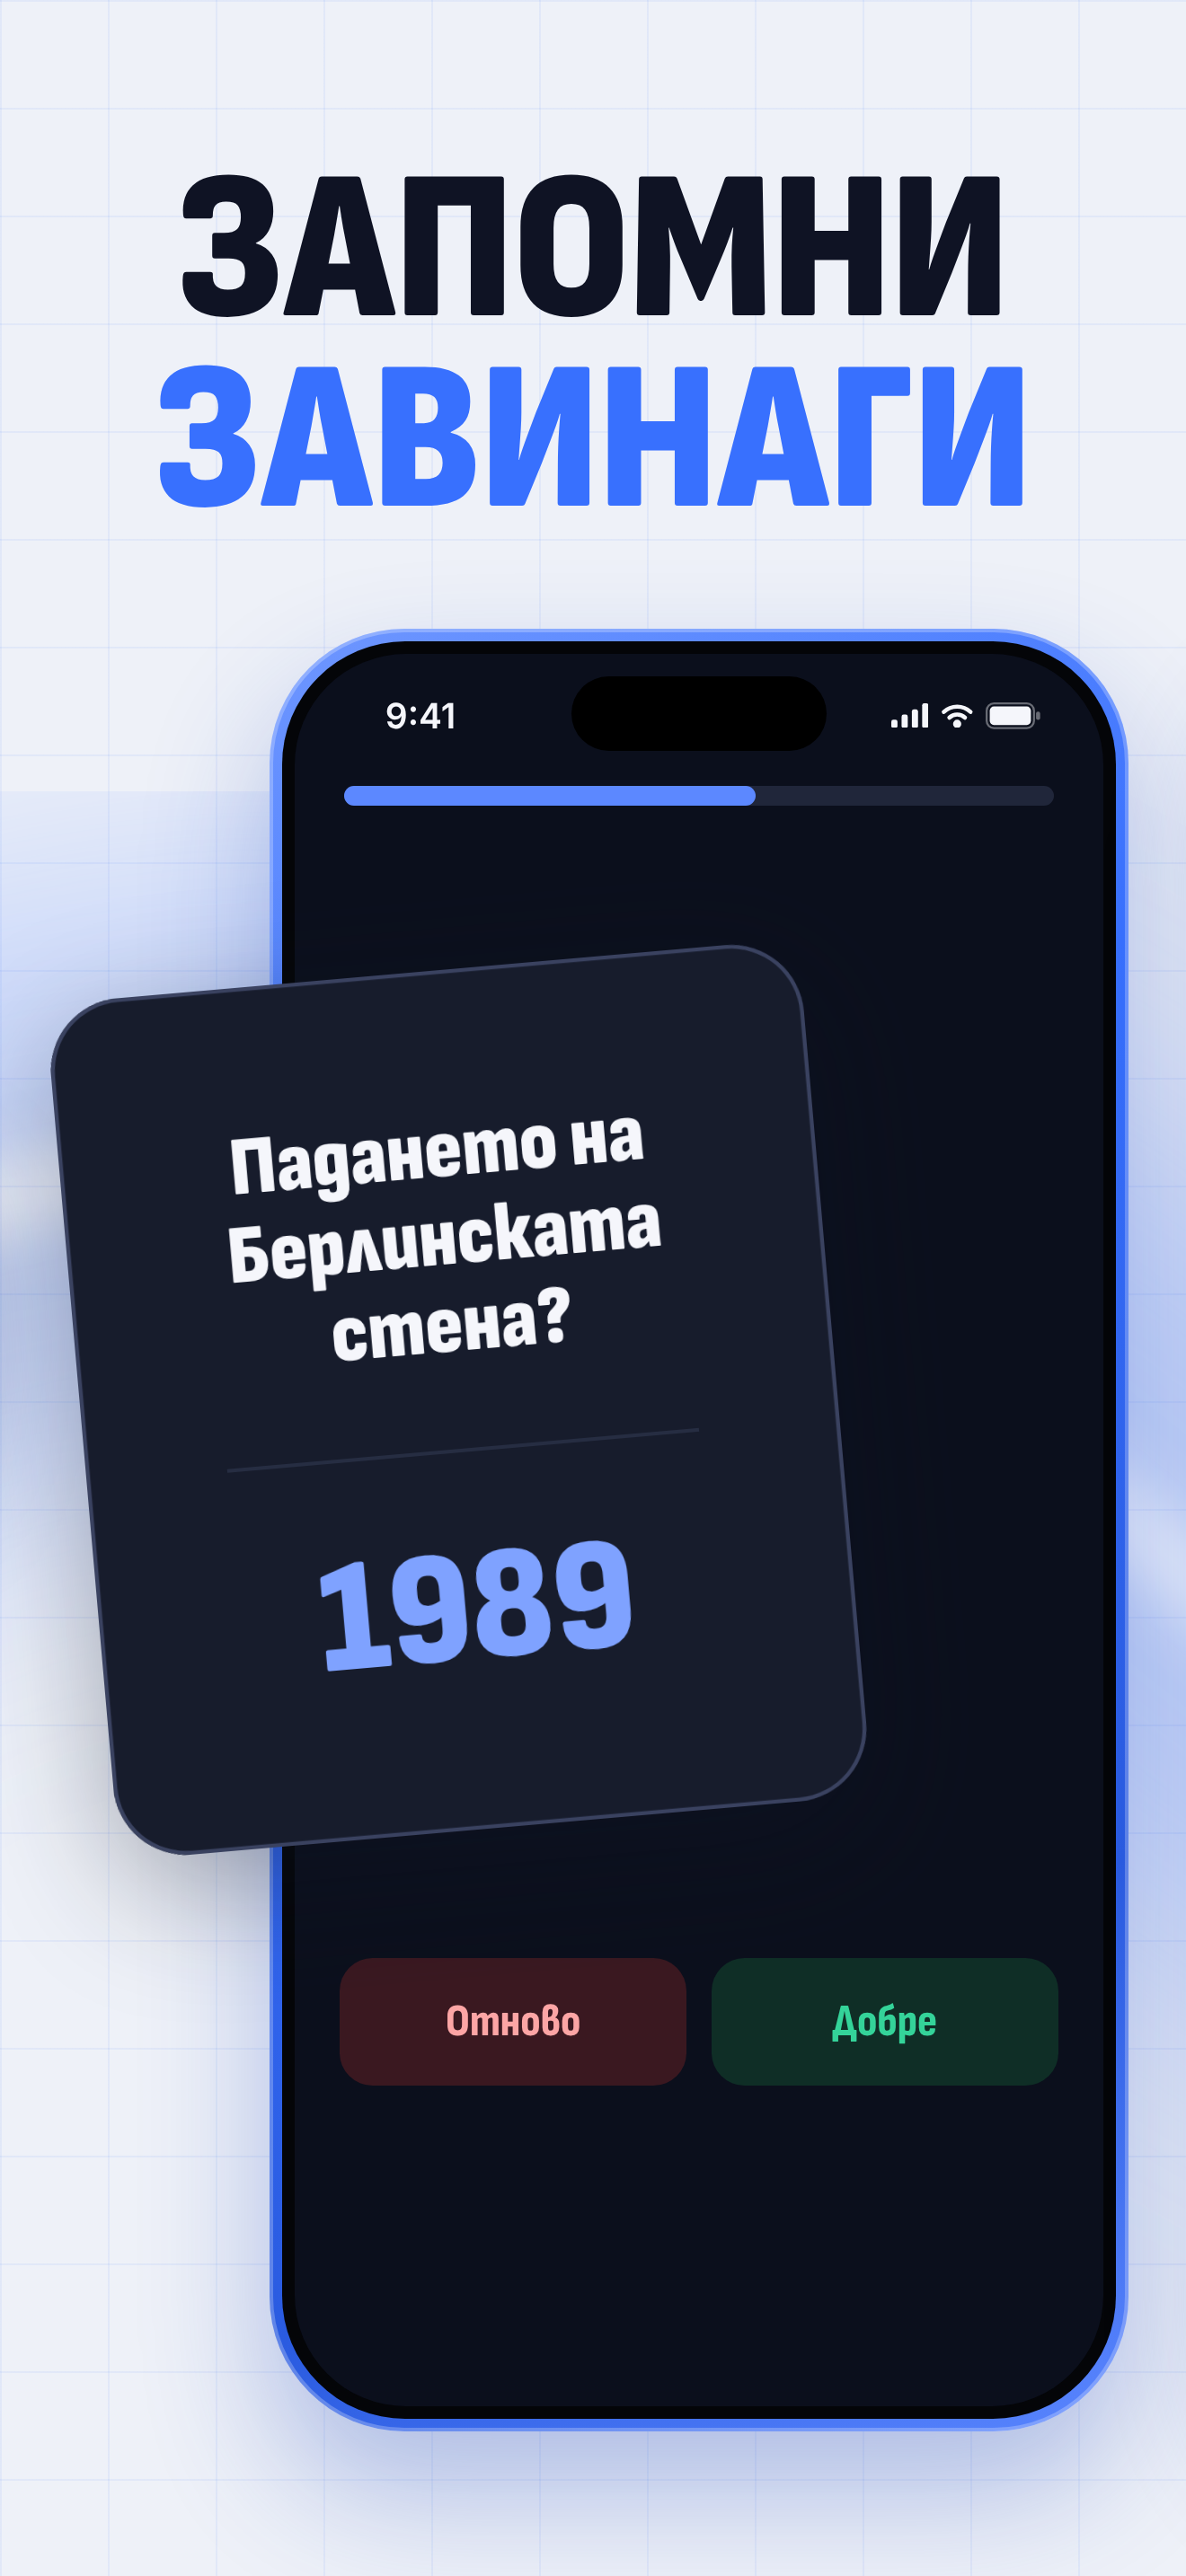 ЗАПОМНИ
ЗАВИНАГИ
9:41
Падането на
Берлинската
стена?
1989
Отново
Добре